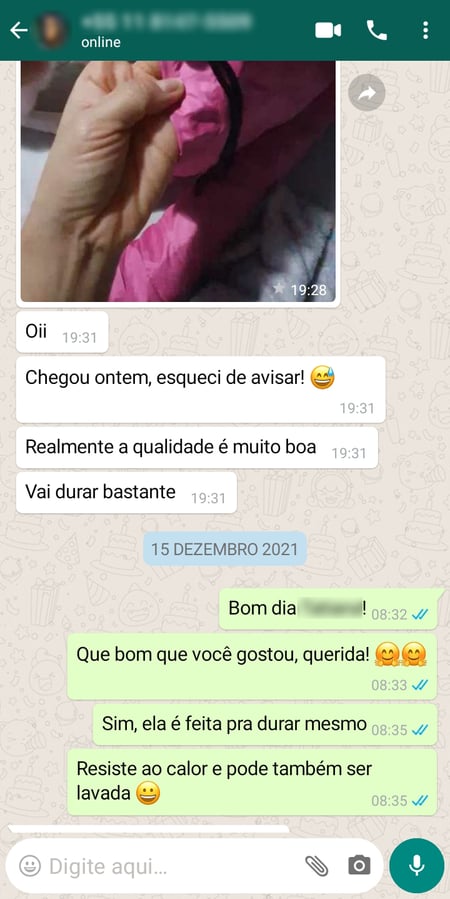 online
19:28
Oii 19:31
Chegou ontem, esqueci de avisar! 😅
19:31
Realmente a qualidade é muito boa 19:31
Vai durar bastante 19:31
15 DEZEMBRO 2021
Bom dia ! 08:32
Que bom que você gostou, querida! 🤗🤗
08:33
Sim, ela é feita pra durar mesmo 08:35
Resiste ao calor e pode também ser
lavada 😀 08:35
Digite aqui...